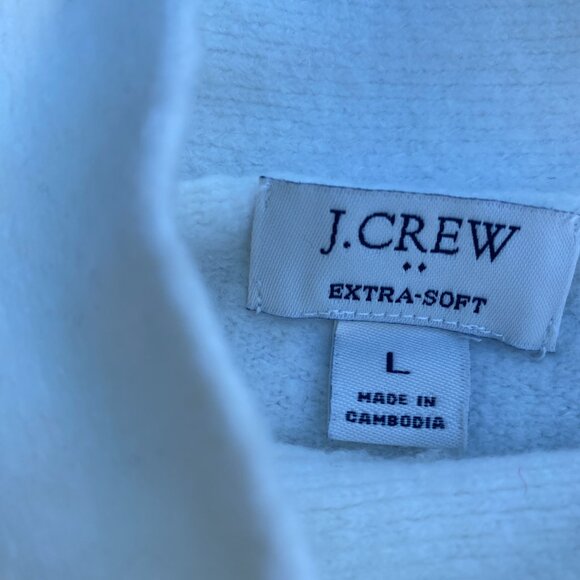 J.CREW
EXTRA-SOFT
L
MADE IN
CAMBODIA